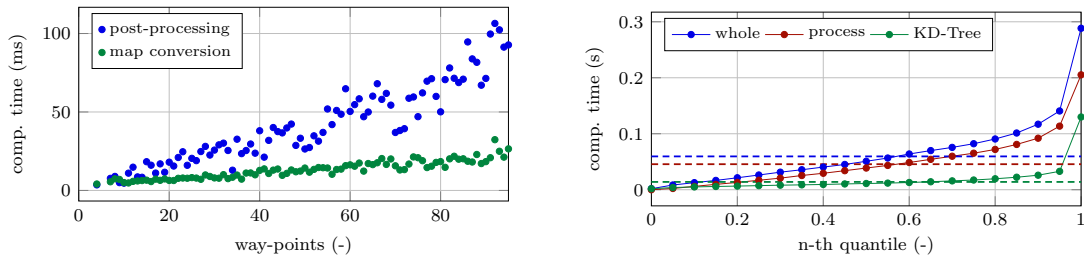 comp. time (ms)
100
50
0
post-processing
map conversion
0 20 40 60 80
way-points (-)
comp. time (s)
0.3
0.2
0.1
0
whole process KD-Tree
0 0.2 0.4 0.6 0.8 1
n-th quantile (-)